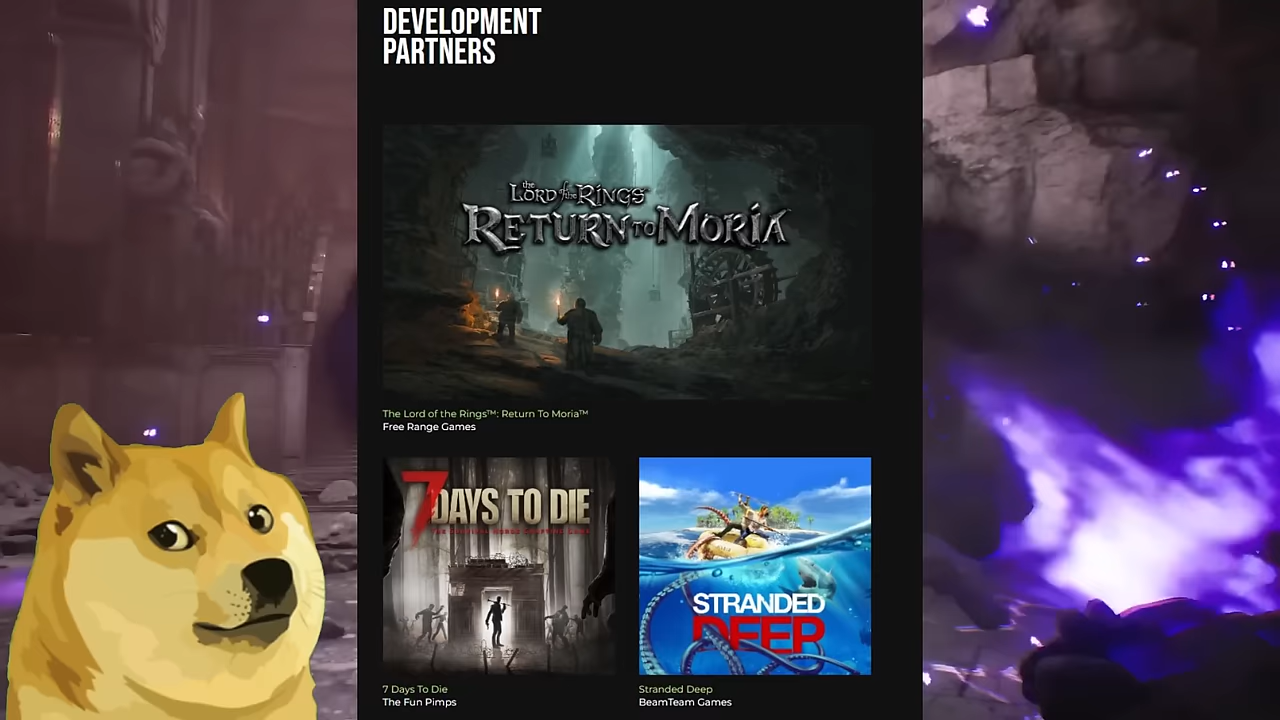 DEVELOPMENT
PARTNERS
the
LORD of the RINGS
RETURN TO MORIA
The Lord of the Rings™: Return To Moria™
Free Range Games
7 DAYS TO DIE
STRANDED
DEEP
7 Days To Die
The Fun Pimps
Stranded Deep
BeamTeam Games